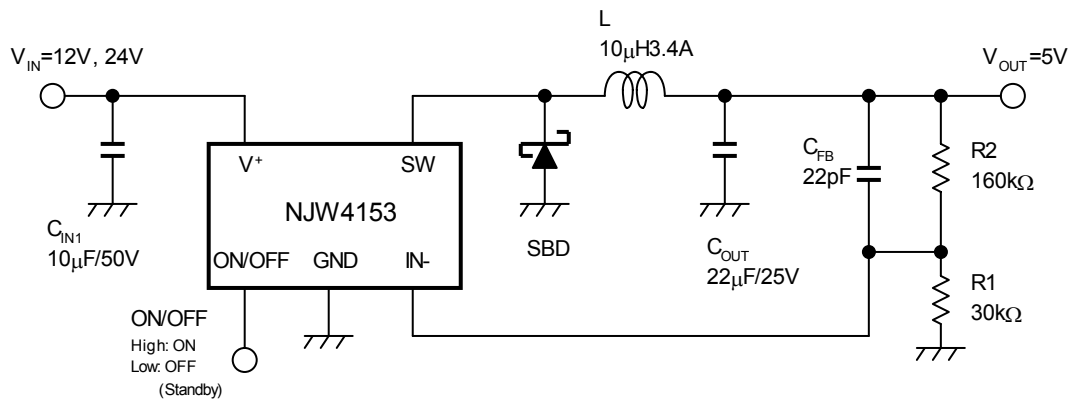 L
10µH3.4A
VIN=12V, 24V
VOUT=5V
V+
SW
NJW4153
ON/OFF
GND
IN-
CIN1
10µF/50V
SBD
COUT
22µF/25V
CFB
22pF
R2
160kΩ
R1
30kΩ
ON/OFF
High: ON
Low: OFF
(Standby)